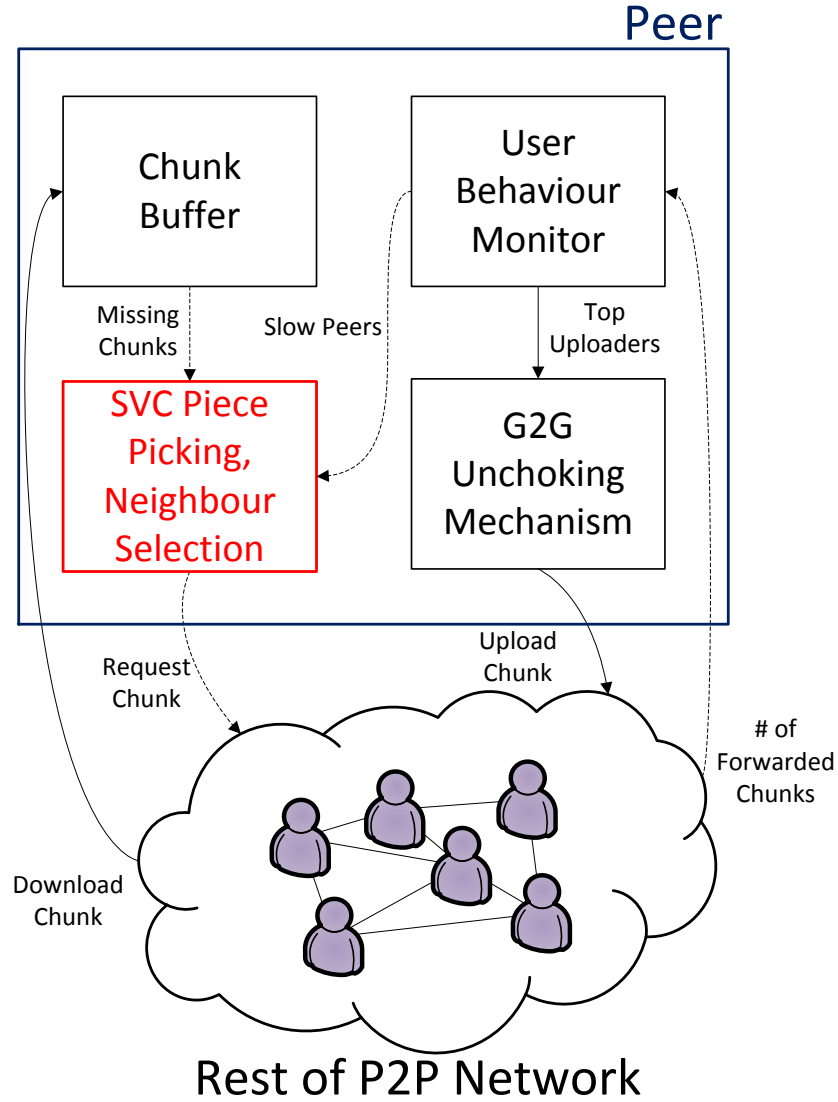 Peer
Chunk
Buffer
User
Behaviour
Monitor
Missing
Chunks
Slow Peers
Top
Uploaders
SVC Piece
Picking,
Neighbour
Selection
G2G
Unchoking
Mechanism
Request
Chunk
Upload
Chunk
# of
Forwarded
Chunks
Download
Chunk
Rest of P2P Network